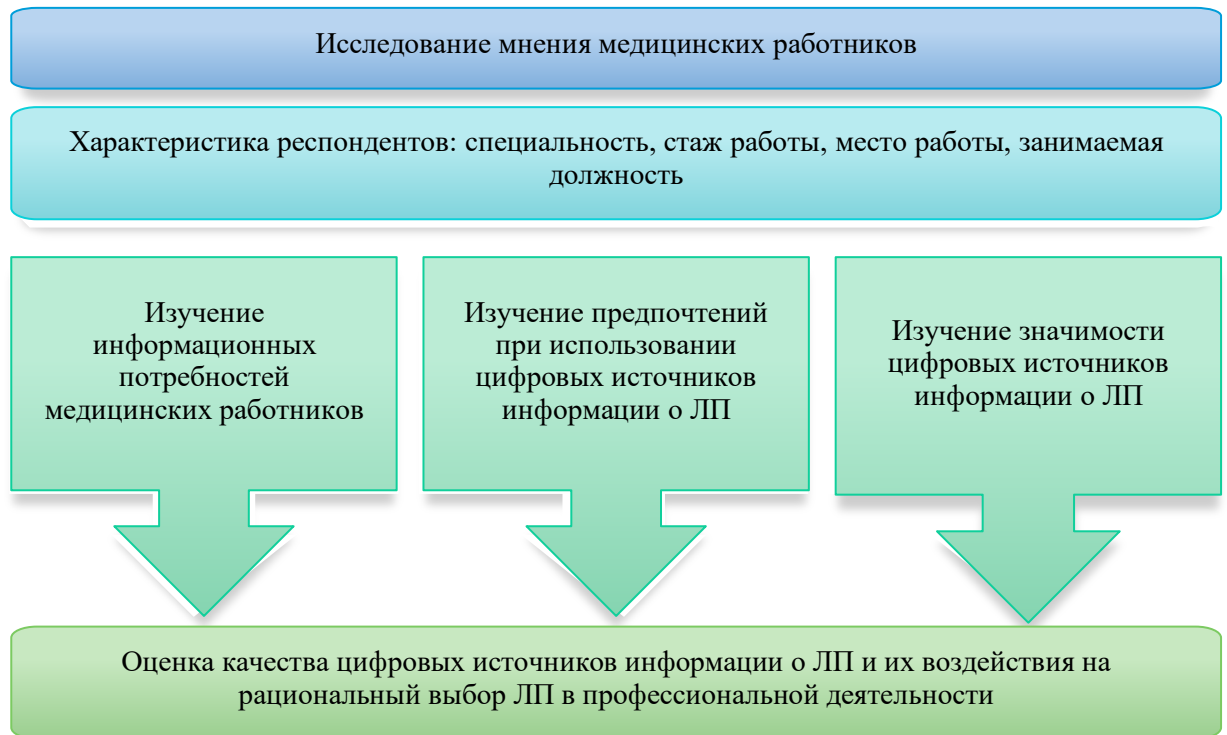 Исследование мнения медицинских работников
Характеристика респондентов: специальность, стаж работы, место работы, занимаемая
должность
Изучение
информационных
потребностей
медицинских работников
Изучение предпочтений
при использовании
цифровых источников
информации о ЛП
Изучение значимости
цифровых источников
информации о ЛП
Оценка качества цифровых источников информации о ЛП и их воздействия на
рациональный выбор ЛП в профессиональной деятельности